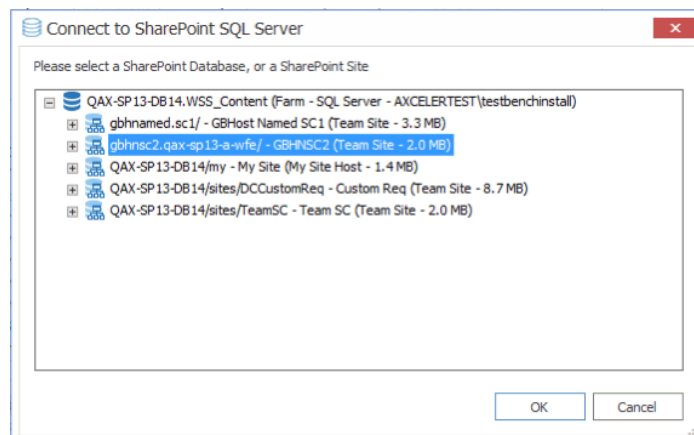 Connect to SharePoint SQL Server
Please select a SharePoint Database, or a SharePoint Site
QAX-SP13-DB14.WSS_Content (Farm - SQL Server - AXCELERTEST\testbenchinstall)
gbhnamed.sc1/ - GBHost Named SC1 (Team Site - 3.3 MB)
gbhnsc2.qax-sp13-a-wfe/ - GBHNSC2 (Team Site - 2.0 MB)
QAX-SP13-DB14/my - My Site (My Site Host - 1.4 MB)
QAX-SP13-DB14/sites/DCCustomReq - Custom Req (Team Site - 8.7 MB)
QAX-SP13-DB14/sites/TeamSC - Team SC (Team Site - 2.0 MB)
OK Cancel